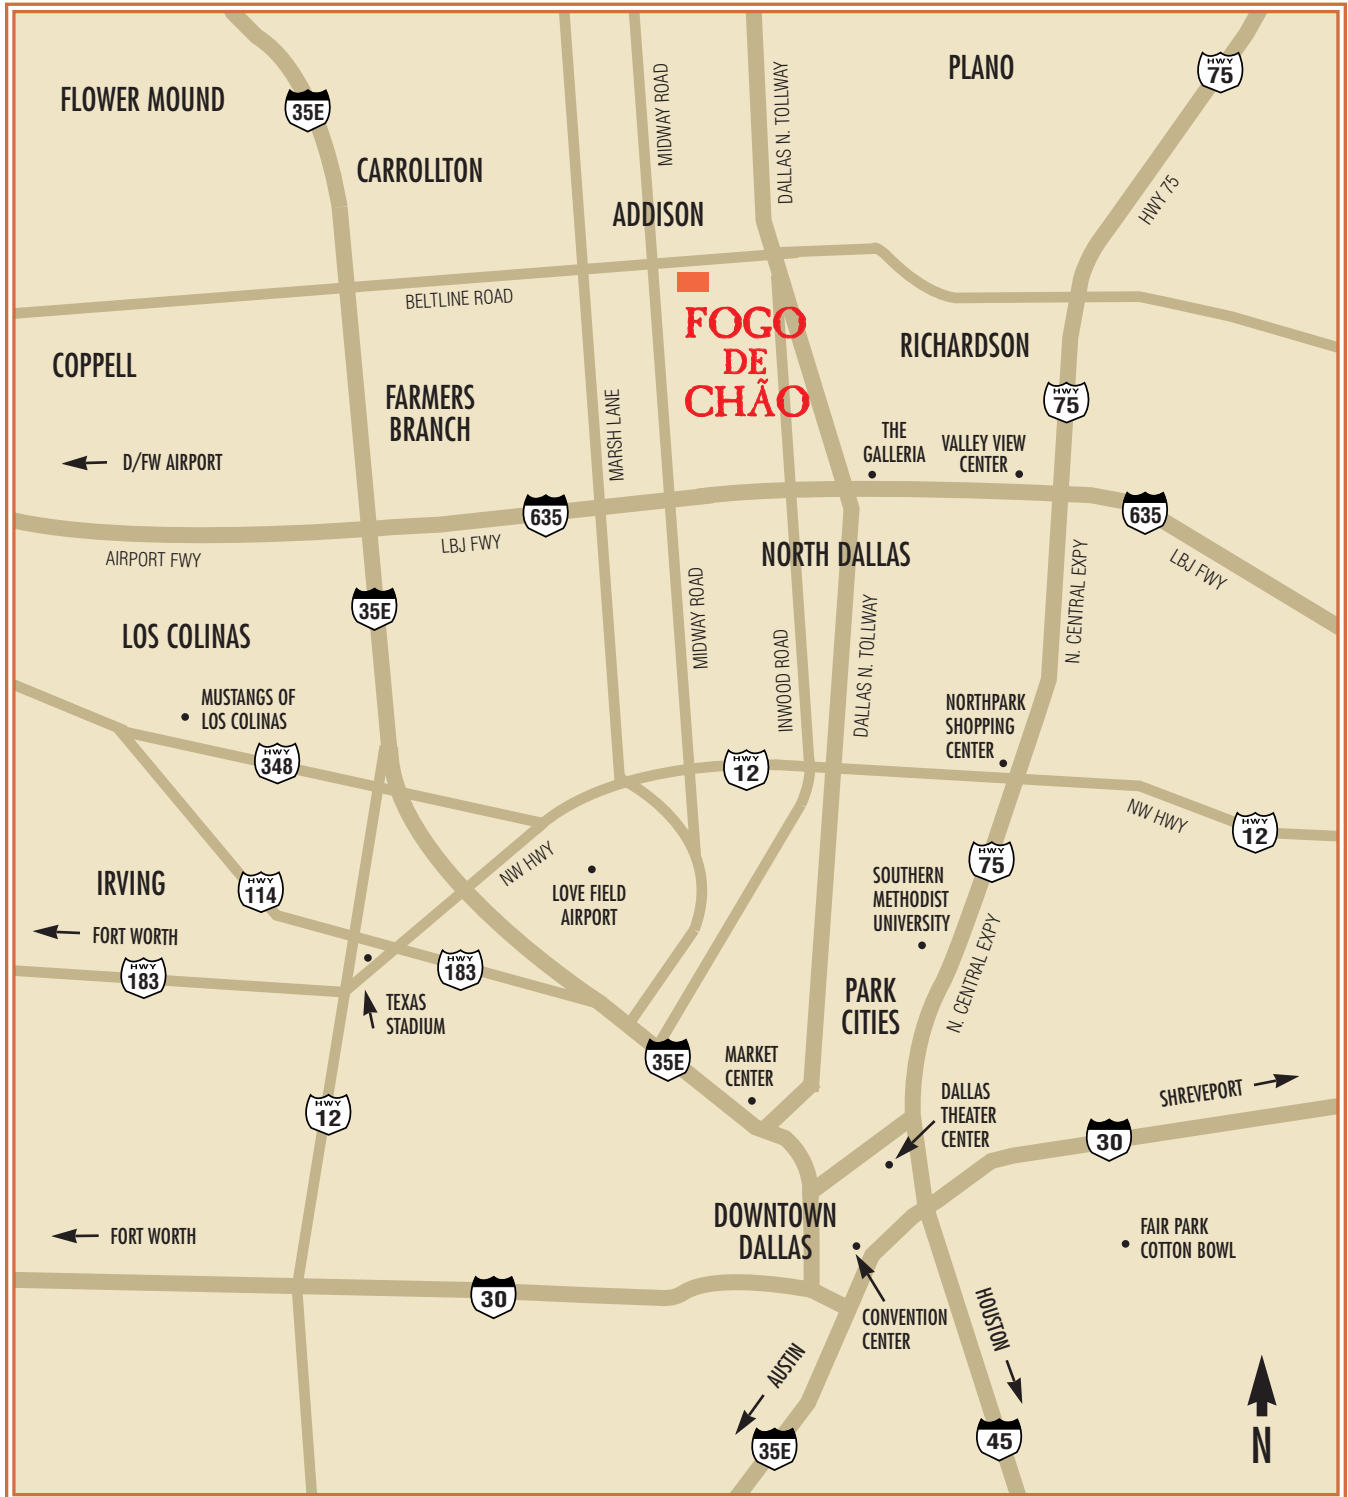 PLANO
HWY
75
FLOWER MOUND
35E
MIDWAY ROAD
DALLAS N. TOLLWAY
CARROLLTON
ADDISON
HWY 75
BELTLINE ROAD
FOGO
DE
CHÃO
RICHARDSON
COPPELL
FARMERS
BRANCH
HWY
75
MARSH LANE
THE
GALLERIA
VALLEY VIEW
CENTER
D/FW AIRPORT
635
635
AIRPORT FWY
LBJ FWY
NORTH DALLAS
LBJ FWY
35E
N. CENTRAL EXPY
MIDWAY ROAD
INWOOD ROAD
DALLAS N. TOLLWAY
LOS COLINAS
MUSTANGS OF
LOS COLINAS
NORTHPARK
SHOPPING
CENTER
HWY
348
HWY
12
NW HWY
HWY
12
NW HWY
HWY
75
IRVING
HWY
114
LOVE FIELD
AIRPORT
SOUTHERN
METHODIST
UNIVERSITY
FORT WORTH
HWY
183
HWY
183
N. CENTRAL EXPY
TEXAS
STADIUM
PARK
CITIES
35E
MARKET
CENTER
HWY
12
DALLAS
THEATER
CENTER
SHREVEPORT
30
DOWNTOWN
DALLAS
FORT WORTH
FAIR PARK
COTTON BOWL
30
CONVENTION
CENTER
HOUSTON
AUSTIN
35E
45
N